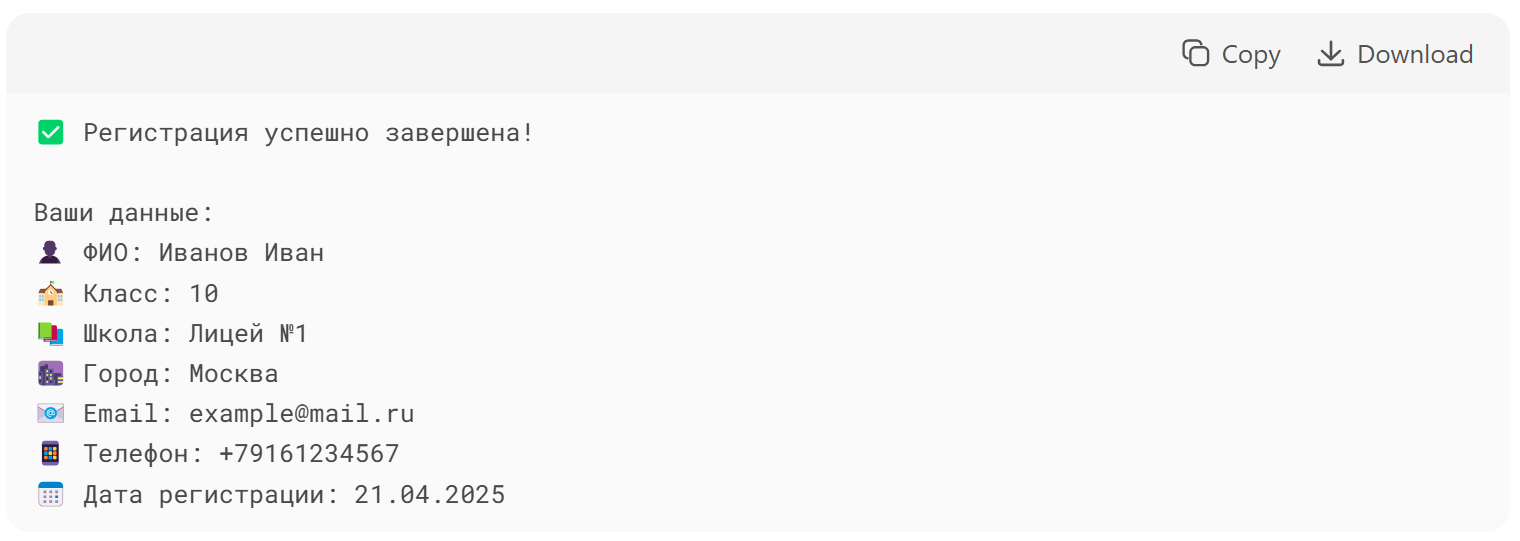 Copy Download
✅ Регистрация успешно завершена!
Ваши данные:
👤 ФИО: Иванов Иван
🏫 Класс: 10
📚 Школа: Лицей №1
🌆 Город: Москва
📧 Email: example@mail.ru
📱 Телефон: +79161234567
📅 Дата регистрации: 21.04.2025